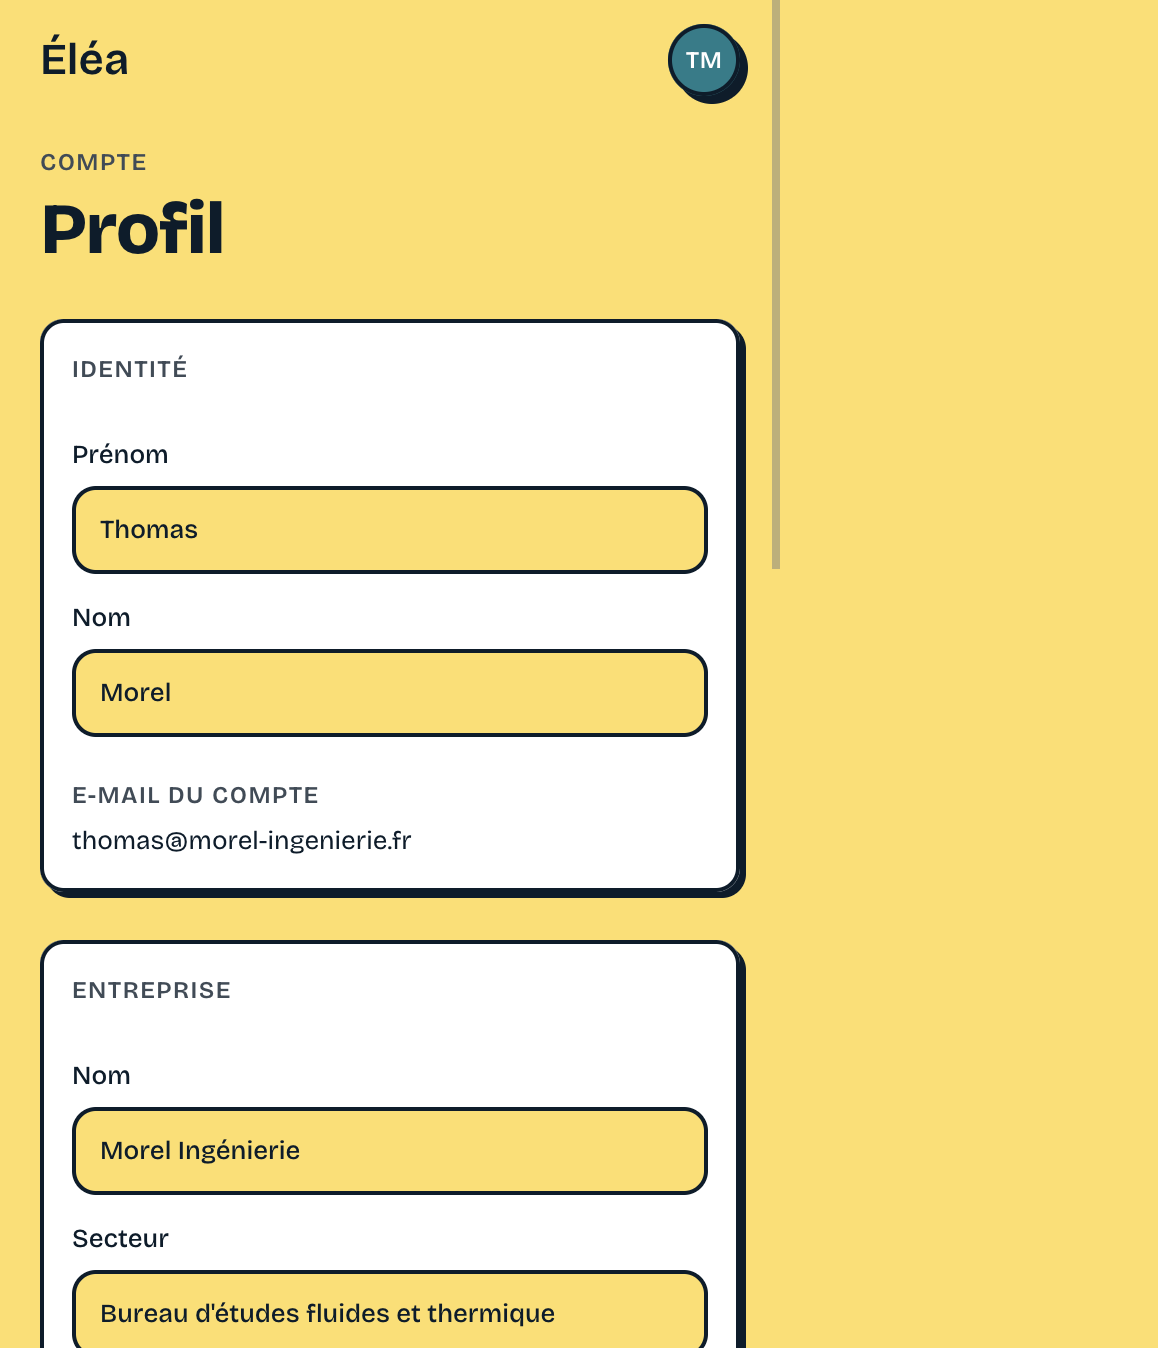 Éléa
TM
COMPTE
Profil
IDENTITÉ
Prénom
Thomas
Nom
Morel
E-MAIL DU COMPTE
thomas@morel-ingenierie.fr
ENTREPRISE
Nom
Morel Ingénierie
Secteur
Bureau d'études fluides et thermique